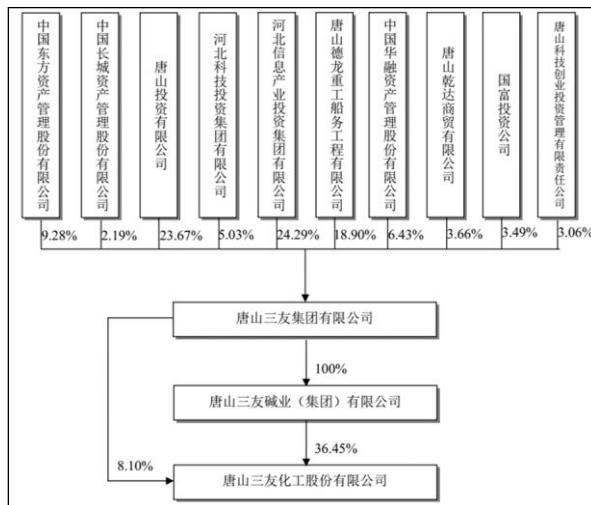 中国东方资产管理股份有限公司
中国长城资产管理股份有限公司
唐山投资有限公司
河北科技投资集团有限公司
河北信息产业投资集团有限公司
唐山德龙重工船务工程有限公司
中国华融资产管理股份有限公司
唐山乾达商贸有限公司
国富投资公司
唐山科技创业投资管理有限责任公司
9.28%
2.19%
23.67%
5.03%
24.29%
18.90%
6.43%
3.66%
3.49%
3.06%
唐山三友集团有限公司
100%
唐山三友碱业（集团）有限公司
36.45%
8.10%
唐山三友化工股份有限公司